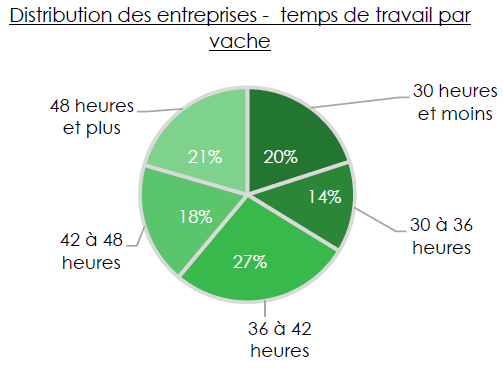 Distribution des entreprises - temps de travail par
vache
30 heures
et moins
48 heures
et plus
21%
20%
14%
18%
30 à 36
heures
42 à 48
heures
27%
36 à 42
heures